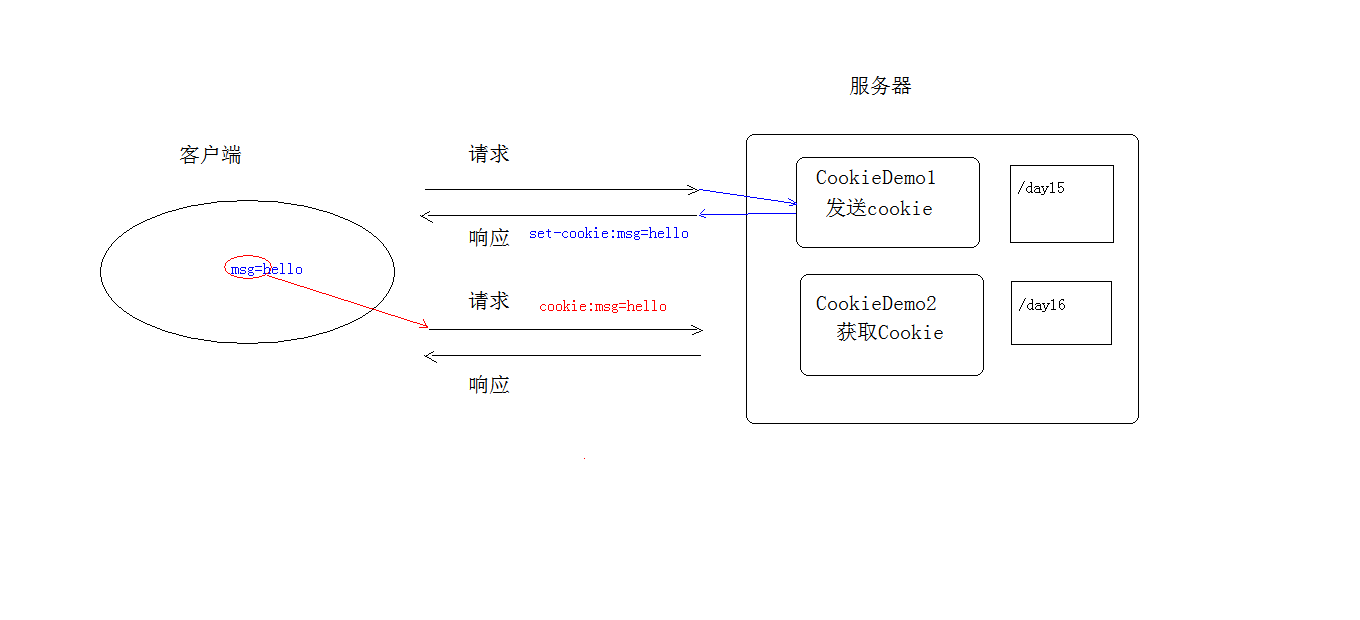 服务器
客户端
请求
CookieDemo1
发送cookie
/day15
响应
set-cookie:msg=hello
msg=hello
请求
cookie:msg=hello
CookieDemo2
获取Cookie
/day16
响应